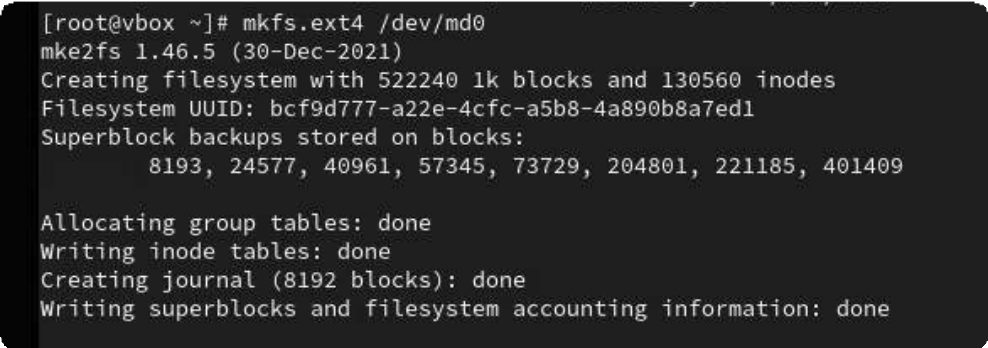 [root@vbox ~]# mkfs.ext4 /dev/md0
mke2fs 1.46.5 (30-Dec-2021)
Creating filesystem with 522240 1k blocks and 130560 inodes
Filesystem UUID: bcf9d777-a22e-4cfc-a5b8-4a890b8a7ed1
Superblock backups stored on blocks:
        8193, 24577, 40961, 57345, 73729, 204801, 221185, 401409

Allocating group tables: done
Writing inode tables: done
Creating journal (8192 blocks): done
Writing superblocks and filesystem accounting information: done